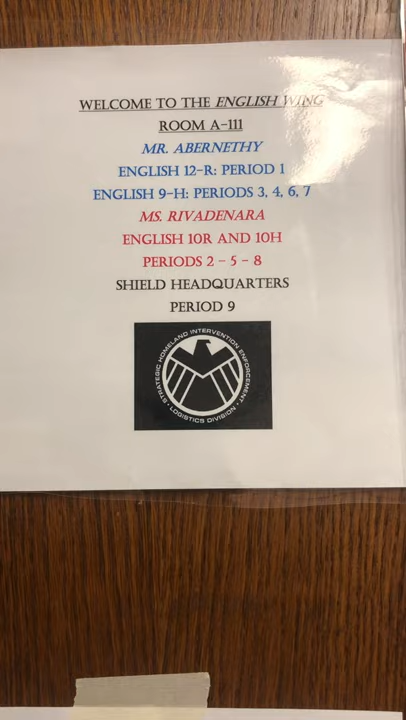 WELCOME TO THE ENGLISH WING
ROOM A-111
MR. ABERNETHY
ENGLISH 12-R: PERIOD 1
ENGLISH 9-H: PERIODS 3, 4, 6, 7
MS. RIVADENARA
ENGLISH 10R AND 10H
PERIODS 2 - 5 - 8
SHIELD HEADQUARTERS
PERIOD 9
STRATEGIC HOMELAND INTERVENTION ENFORCEMENT
• LOGISTICS DIVISION •